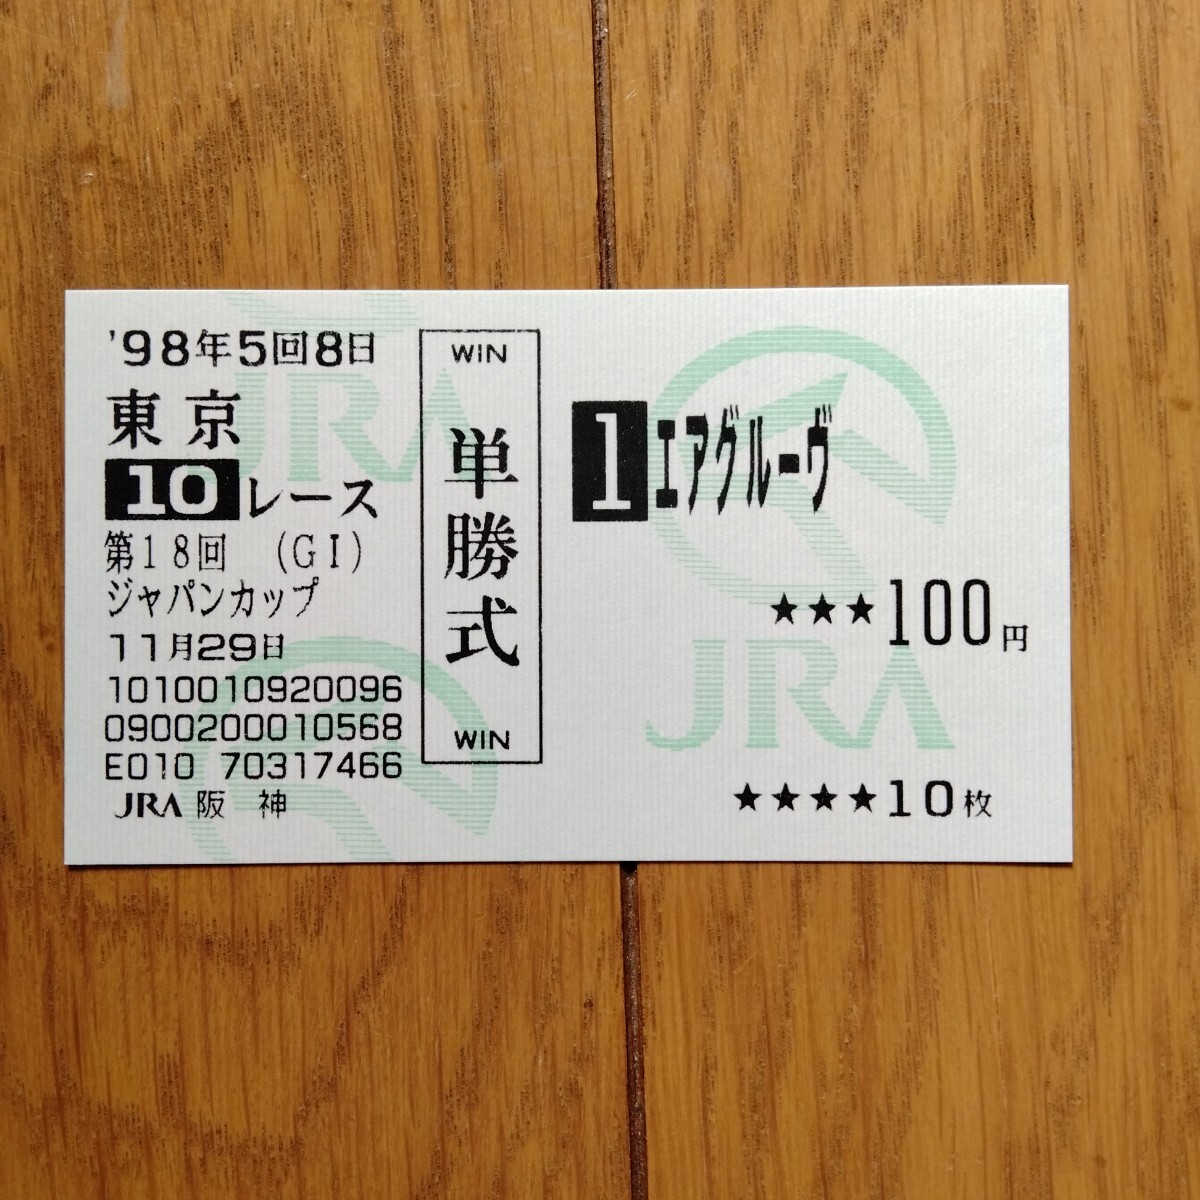 '98年5回8日
東京
10レース
第18回 (GI)
ジャパンカップ
11月29日
1010010920096
0900200010568
E010 70317466
JRA 阪 神
WIN
単勝式
WIN
1エアグルーヴ
★★★100円
★★★★10枚
JRA
JRA